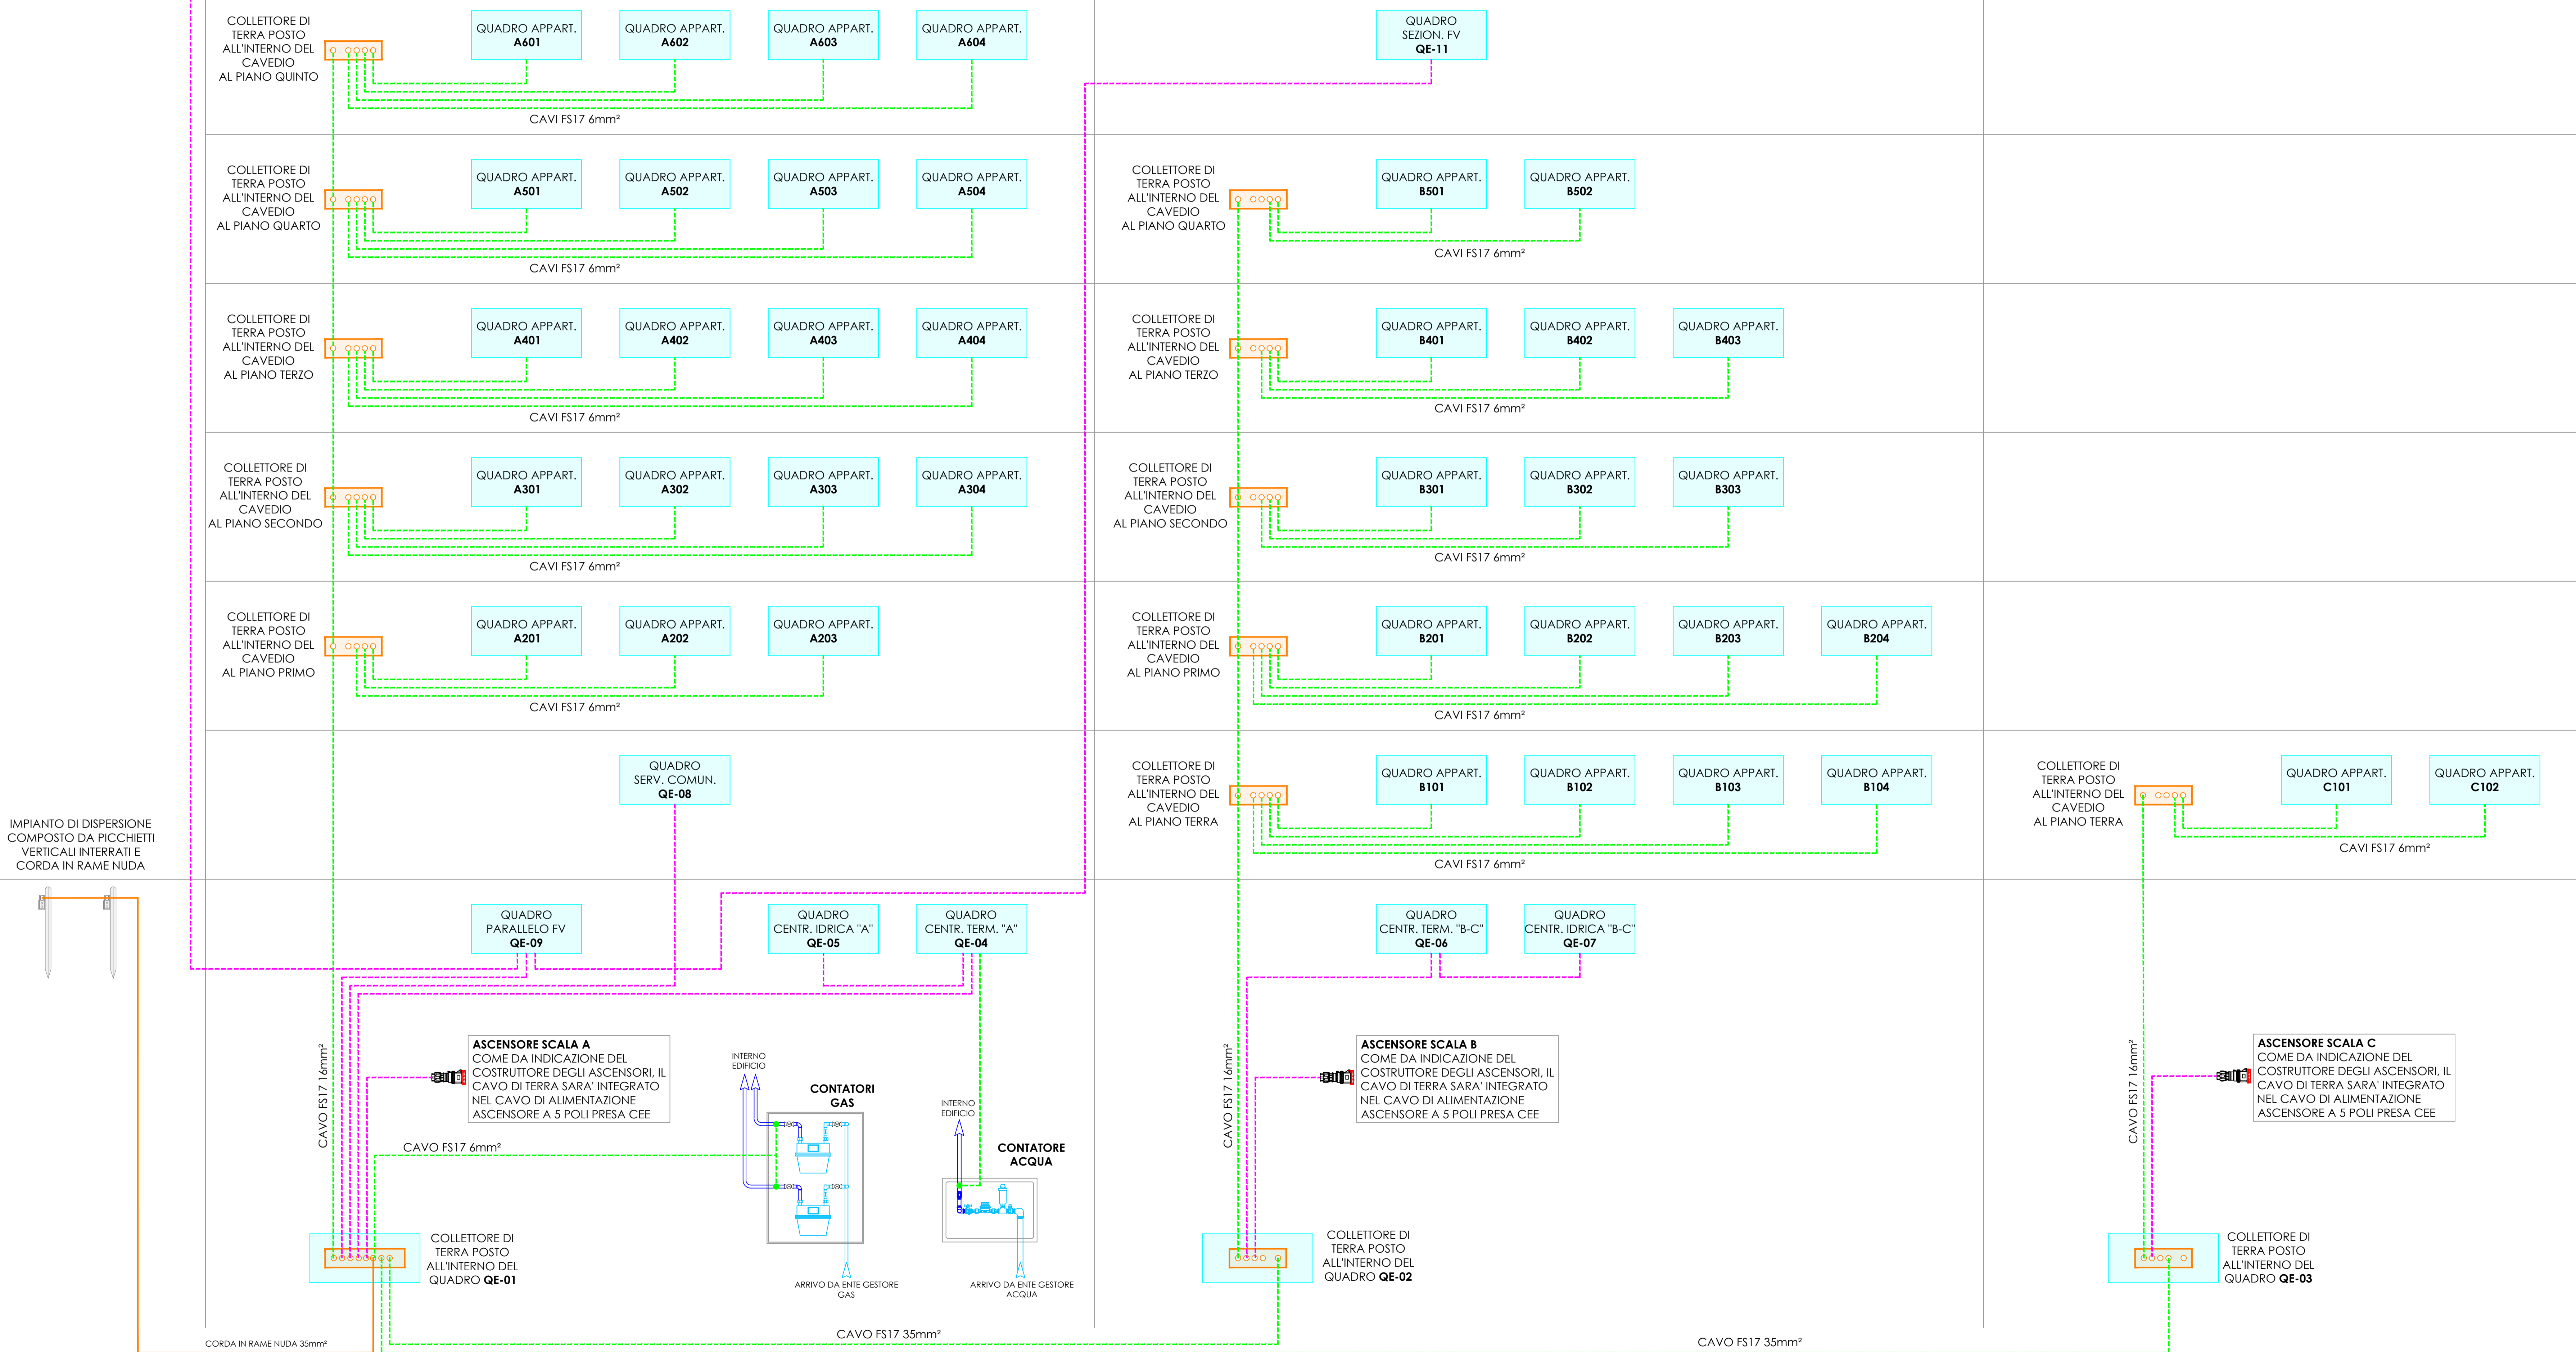 COLLETTORE DI
TERRA POSTO
ALL'INTERNO DEL
CAVEDIO
AL PIANO QUINTO
QUADRO APPART.
A601
QUADRO APPART.
A602
QUADRO APPART.
A603
QUADRO APPART.
A604
CAVI FS17 6mm²
QUADRO
SEZION. FV
QE-11
COLLETTORE DI
TERRA POSTO
ALL'INTERNO DEL
CAVEDIO
AL PIANO QUARTO
QUADRO APPART.
A501
QUADRO APPART.
A502
QUADRO APPART.
A503
QUADRO APPART.
A504
CAVI FS17 6mm²
COLLETTORE DI
TERRA POSTO
ALL'INTERNO DEL
CAVEDIO
AL PIANO QUARTO
QUADRO APPART.
B501
QUADRO APPART.
B502
CAVI FS17 6mm²
COLLETTORE DI
TERRA POSTO
ALL'INTERNO DEL
CAVEDIO
AL PIANO TERZO
QUADRO APPART.
A401
QUADRO APPART.
A402
QUADRO APPART.
A403
QUADRO APPART.
A404
CAVI FS17 6mm²
COLLETTORE DI
TERRA POSTO
ALL'INTERNO DEL
CAVEDIO
AL PIANO TERZO
QUADRO APPART.
B401
QUADRO APPART.
B402
QUADRO APPART.
B403
CAVI FS17 6mm²
COLLETTORE DI
TERRA POSTO
ALL'INTERNO DEL
CAVEDIO
AL PIANO SECONDO
QUADRO APPART.
A301
QUADRO APPART.
A302
QUADRO APPART.
A303
QUADRO APPART.
A304
CAVI FS17 6mm²
COLLETTORE DI
TERRA POSTO
ALL'INTERNO DEL
CAVEDIO
AL PIANO SECONDO
QUADRO APPART.
B301
QUADRO APPART.
B302
QUADRO APPART.
B303
CAVI FS17 6mm²
COLLETTORE DI
TERRA POSTO
ALL'INTERNO DEL
CAVEDIO
AL PIANO PRIMO
QUADRO APPART.
A201
QUADRO APPART.
A202
QUADRO APPART.
A203
CAVI FS17 6mm²
COLLETTORE DI
TERRA POSTO
ALL'INTERNO DEL
CAVEDIO
AL PIANO PRIMO
QUADRO APPART.
B201
QUADRO APPART.
B202
QUADRO APPART.
B203
QUADRO APPART.
B204
CAVI FS17 6mm²
QUADRO
SERV. COMUN.
QE-08
COLLETTORE DI
TERRA POSTO
ALL'INTERNO DEL
CAVEDIO
AL PIANO TERRA
QUADRO APPART.
B101
QUADRO APPART.
B102
QUADRO APPART.
B103
QUADRO APPART.
B104
CAVI FS17 6mm²
COLLETTORE DI
TERRA POSTO
ALL'INTERNO DEL
CAVEDIO
AL PIANO TERRA
QUADRO APPART.
C101
QUADRO APPART.
C102
CAVI FS17 6mm²
IMPIANTO DI DISPERSIONE
COMPOSTO DA PICCHIETTI
VERTICALI INTERRATI E
CORDA IN RAME NUDA
QUADRO
PARALLELO FV
QE-09
QUADRO
CENTR. IDRICA "A"
QE-05
QUADRO
CENTR. TERM. "A"
QE-04
QUADRO
CENTR. TERM. "B-C"
QE-06
QUADRO
CENTR. IDRICA "B-C"
QE-07
CAVO FS17 16mm²
ASCENSORE SCALA A
COME DA INDICAZIONE DEL
COSTRUTTORE DEGLI ASCENSORI, IL
CAVO DI TERRA SARA' INTEGRATO
NEL CAVO DI ALIMENTAZIONE
ASCENSORE A 5 POLI PRESA CEE
CAVO FS17 6mm²
INTERNO
EDIFICIO
CONTATORI
GAS
INTERNO
EDIFICIO
CONTATORE
ACQUA
CAVO FS17 16mm²
ASCENSORE SCALA B
COME DA INDICAZIONE DEL
COSTRUTTORE DEGLI ASCENSORI, IL
CAVO DI TERRA SARA' INTEGRATO
NEL CAVO DI ALIMENTAZIONE
ASCENSORE A 5 POLI PRESA CEE
CAVO FS17 16mm²
ASCENSORE SCALA C
COME DA INDICAZIONE DEL
COSTRUTTORE DEGLI ASCENSORI, IL
CAVO DI TERRA SARA' INTEGRATO
NEL CAVO DI ALIMENTAZIONE
ASCENSORE A 5 POLI PRESA CEE
COLLETTORE DI
TERRA POSTO
ALL'INTERNO DEL
QUADRO QE-01
ARRIVO DA ENTE GESTORE
GAS
ARRIVO DA ENTE GESTORE
ACQUA
COLLETTORE DI
TERRA POSTO
ALL'INTERNO DEL
QUADRO QE-02
COLLETTORE DI
TERRA POSTO
ALL'INTERNO DEL
QUADRO QE-03
CORDA IN RAME NUDA 35mm²
CAVO FS17 35mm²
CAVO FS17 35mm²